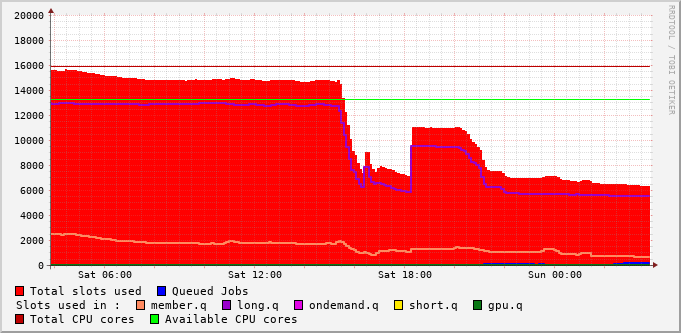 20000
18000
16000
14000
12000
10000
8000
6000
4000
2000
0
Sat 06:00 Sat 12:00 Sat 18:00 Sun 00:00
RRDTOOL / TOBI OETIKER
Total slots used Queued Jobs
Slots used in : member.q long.q ondemand.q short.q gpu.q
Total CPU cores Available CPU cores